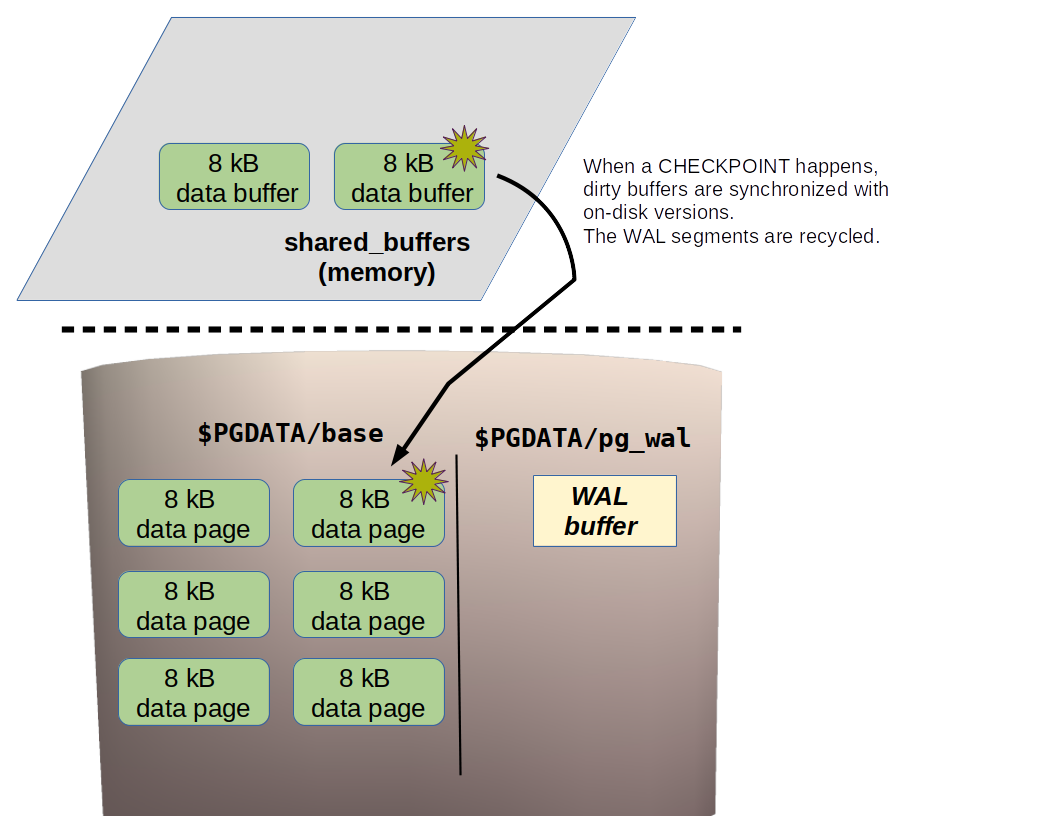 8 kB
data buffer
8 kB
data buffer
shared_buffers
(memory)
When a CHECKPOINT happens,
dirty buffers are synchronized with
on-disk versions.
The WAL segments are recycled.
$PGDATA/base
$PGDATA/pg_wal
8 kB
data page
8 kB
data page
WAL
buffer
8 kB
data page
8 kB
data page
8 kB
data page
8 kB
data page